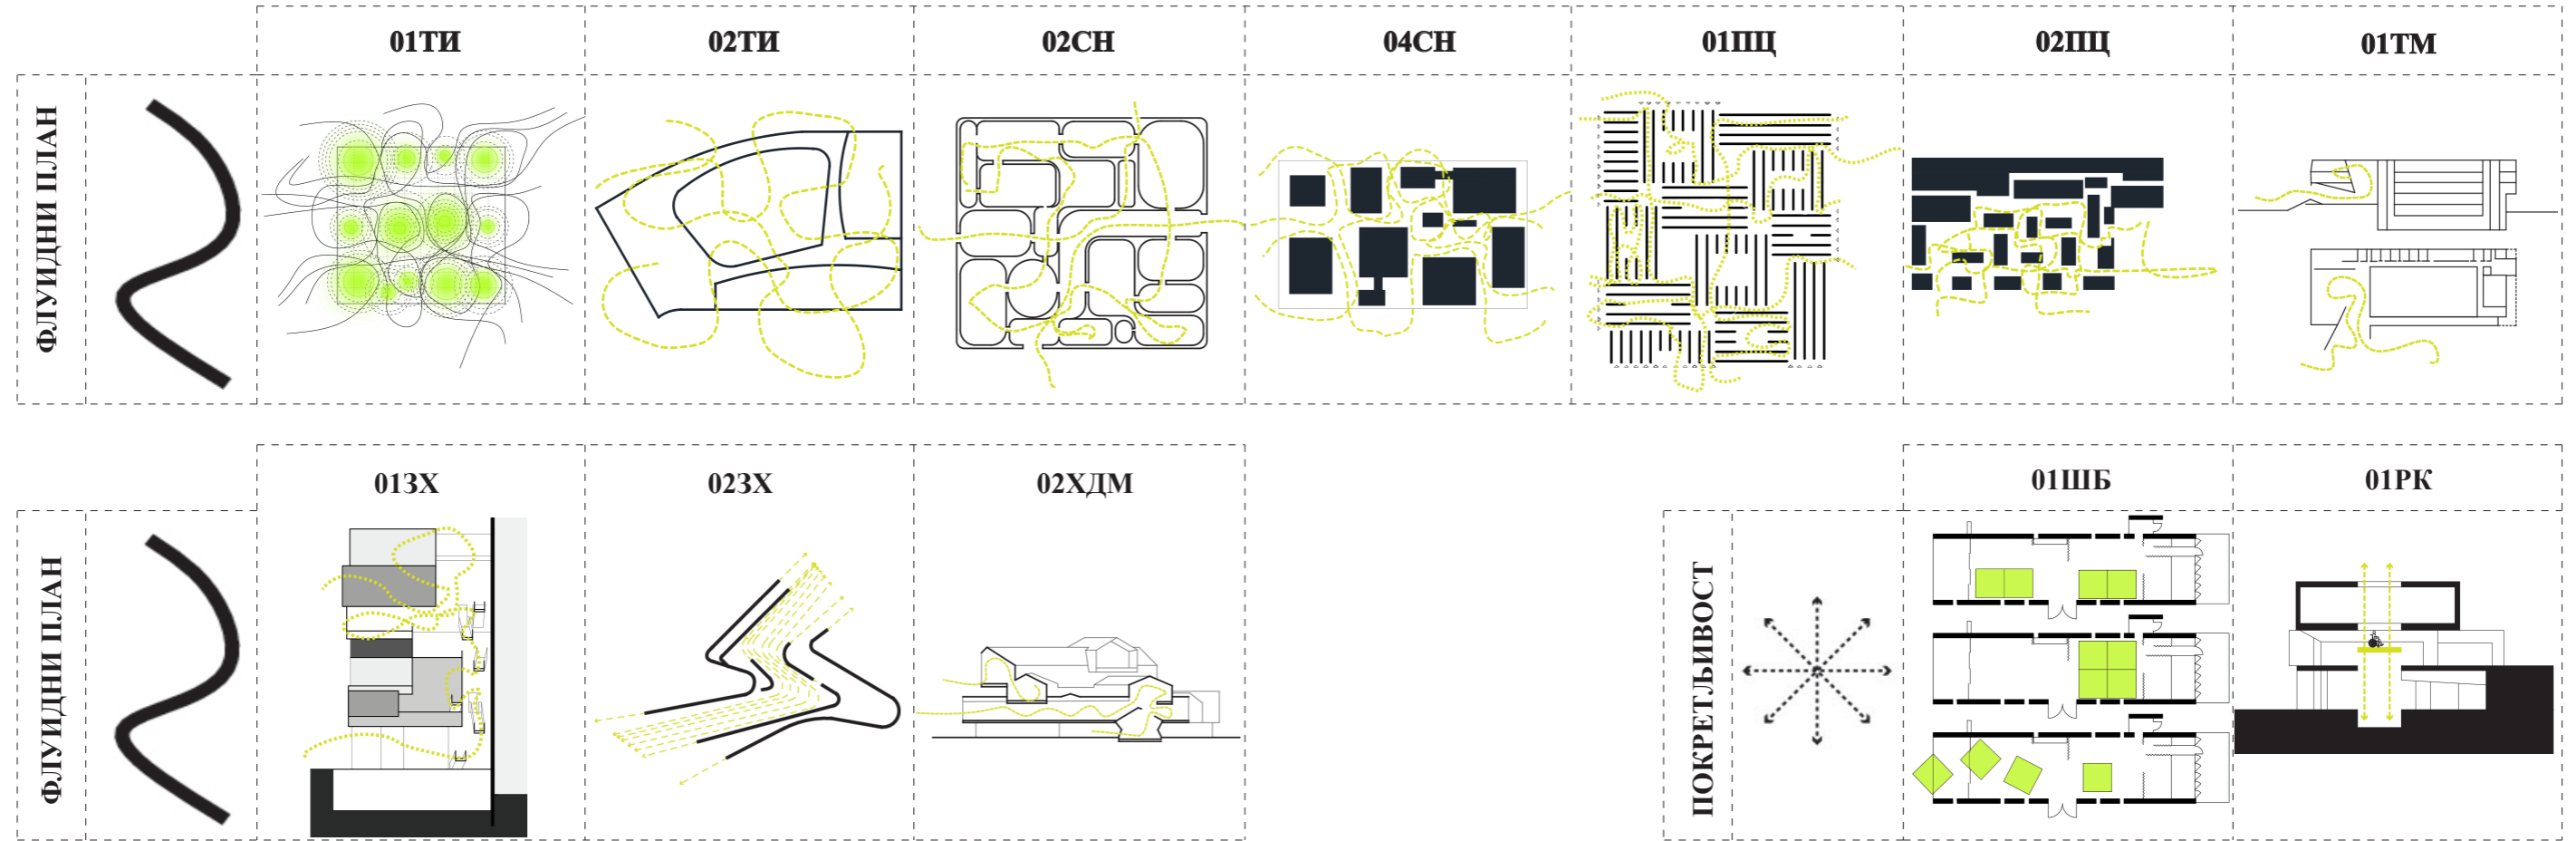 01ТИ
02ТИ
02СН
04СН
01ПЦ
02ПЦ
01ТМ
ФЛУИДНИ ПЛАН
01ЗХ
02ЗХ
02ХДМ
01ШБ
01РК
ФЛУИДНИ ПЛАН
ПОКРЕТЉИВОСТ